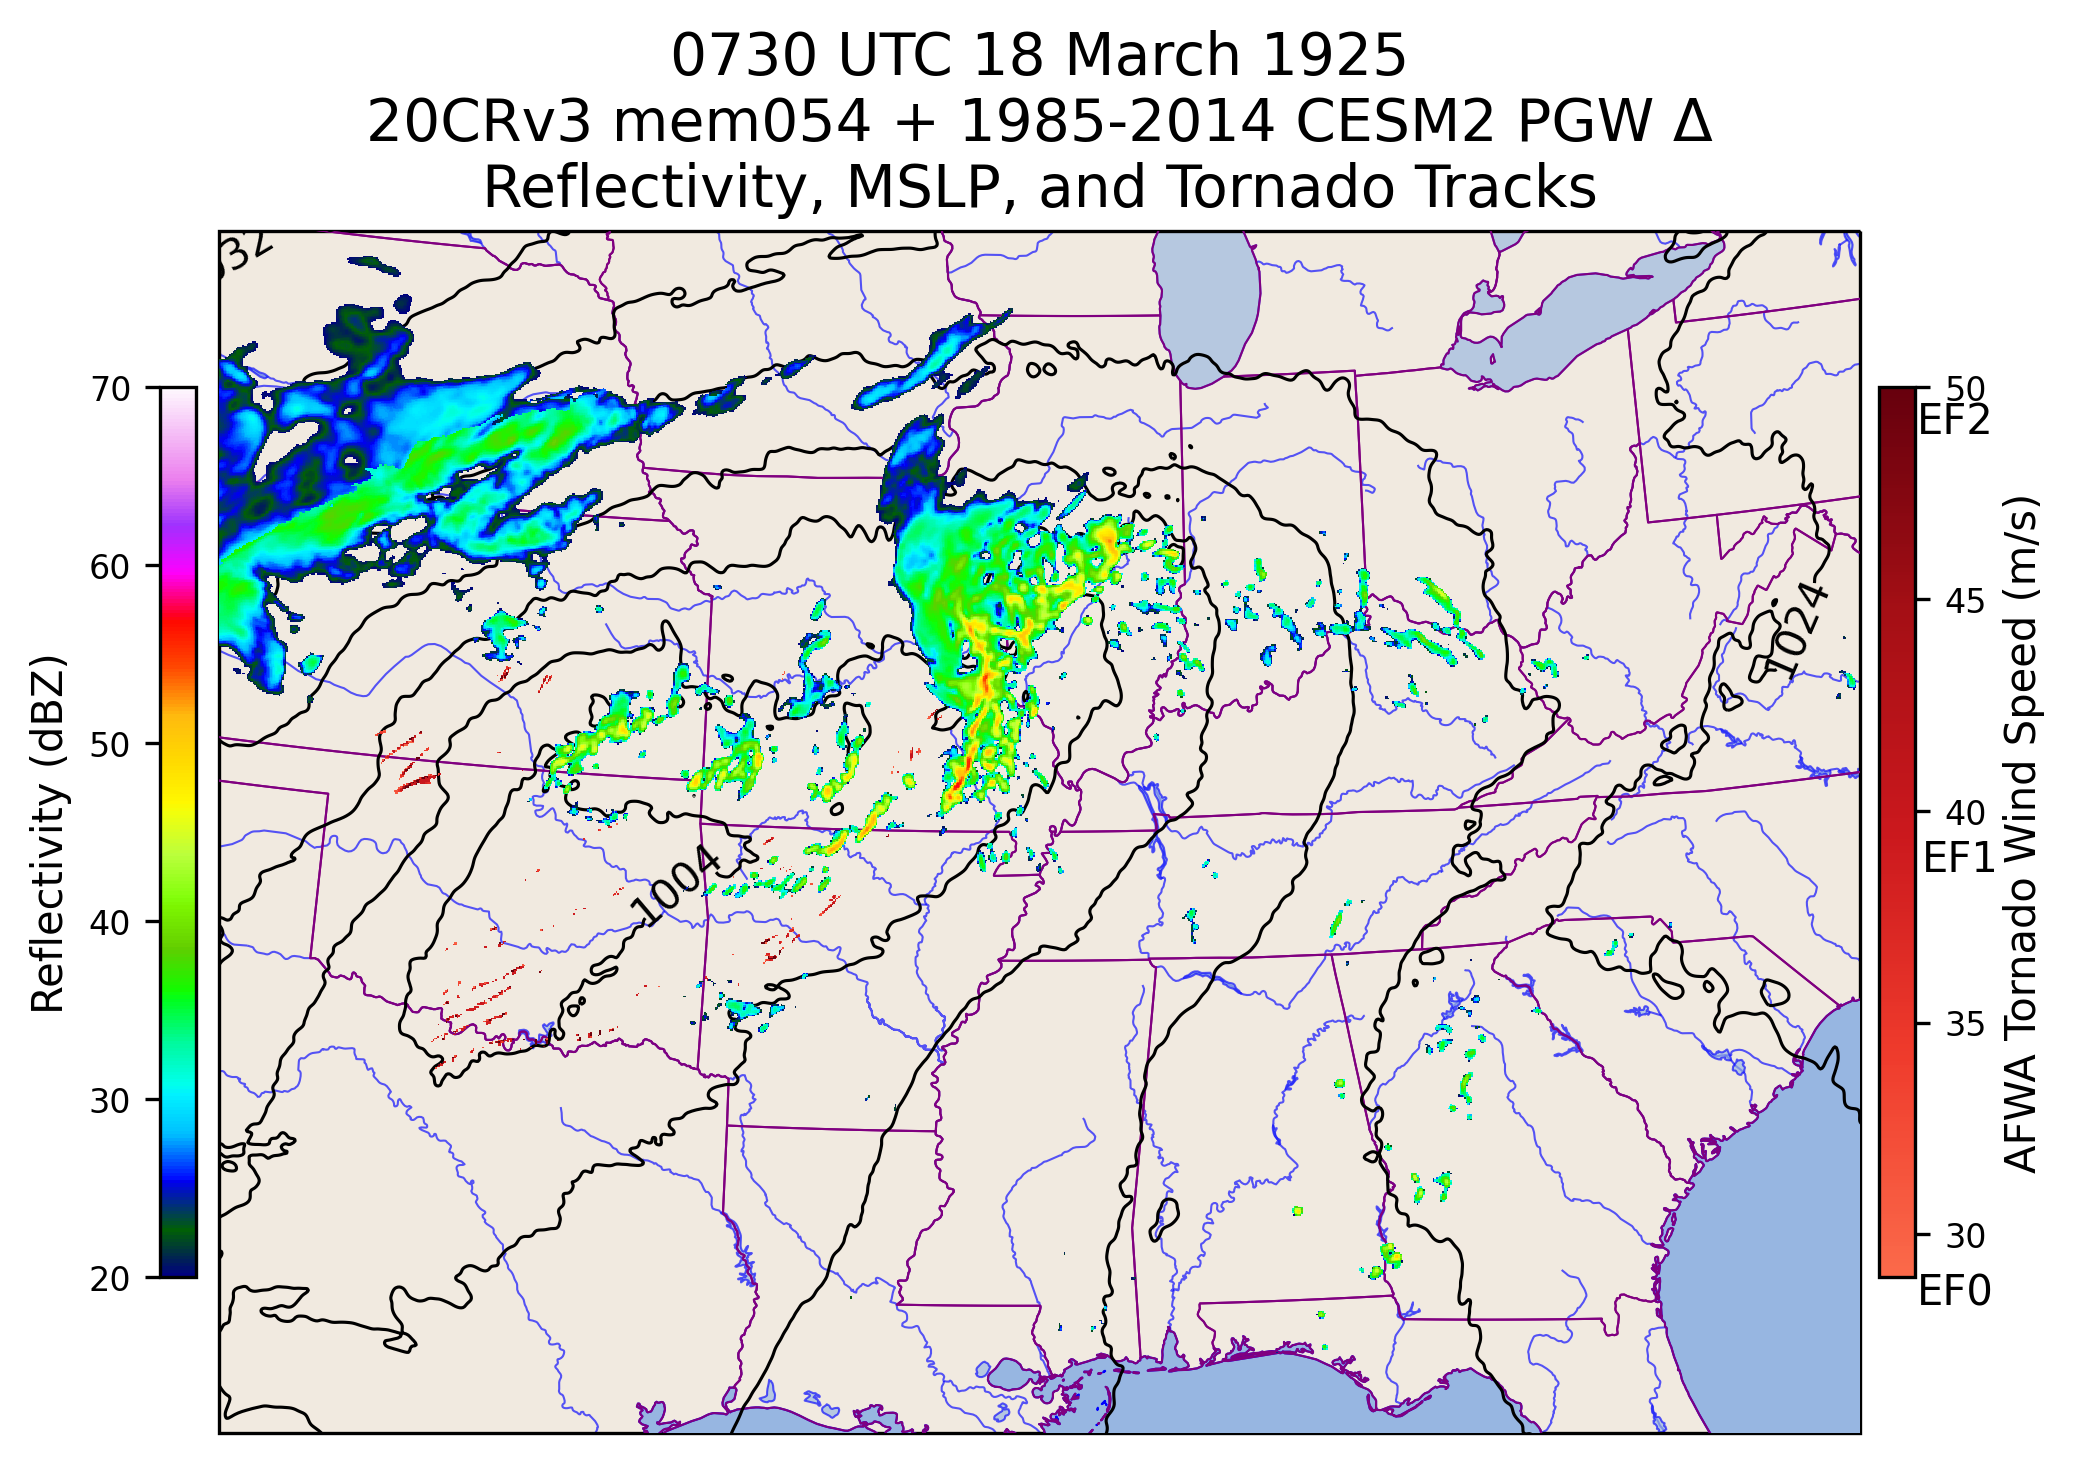 0730 UTC 18 March 1925
20CRv3 mem054 + 1985-2014 CESM2 PGW Δ
Reflectivity, MSLP, and Tornado Tracks
70
60
50
40
30
20
Reflectivity (dBZ)
1004
1024
50
EF2
45
40
EF1
35
30
EF0
AFWA Tornado Wind Speed (m/s)